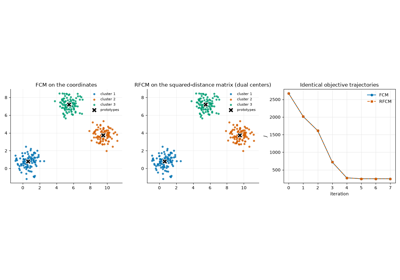 FCM on the coordinates
cluster 1
cluster 2
cluster 3
prototypes
8
6
4
2
0
0
2
4
6
8
10
RFCM on the squared-distance matrix (dual centers)
cluster 1
cluster 2
cluster 3
prototypes
8
6
4
2
0
0
2
4
6
8
10
Identical objective trajectories
FCM
RFCM
2500
2000
1500
1000
500
0
1
2
3
4
5
6
7
iteration